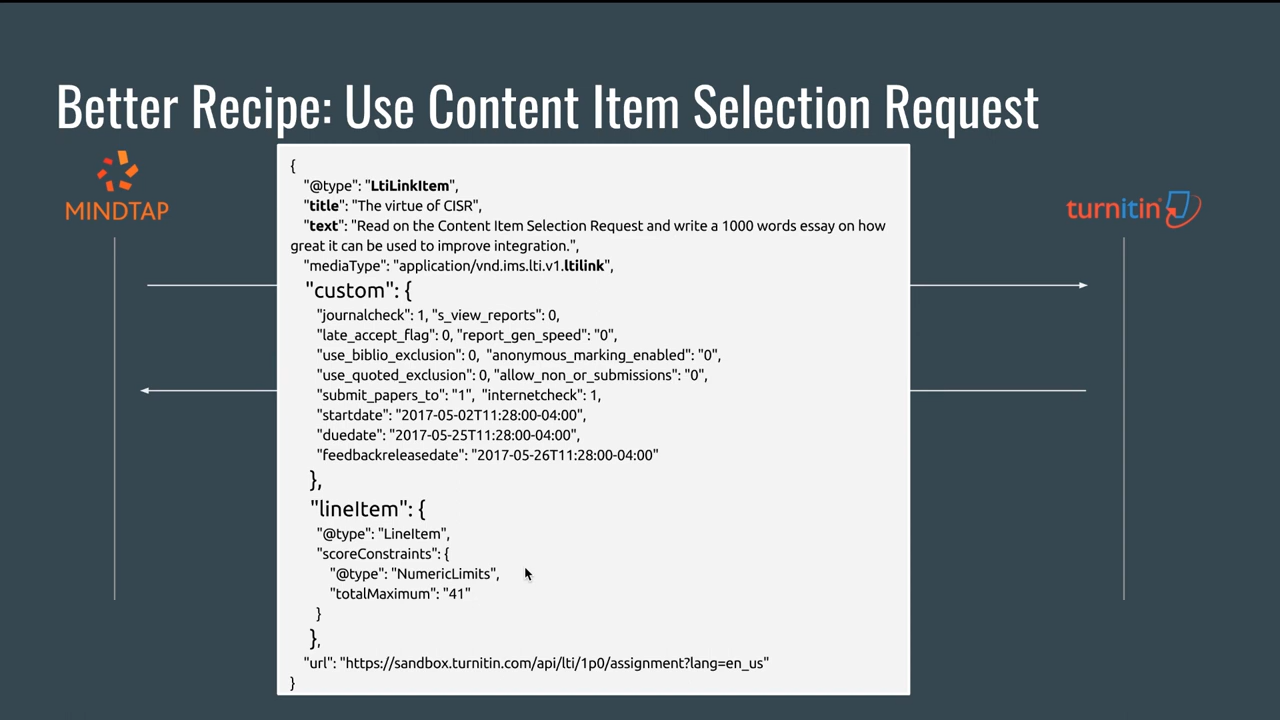 Better Recipe: Use Content Item Selection Request
MINDTAP
turnitin
{
"@type": "LtiLinkItem",
"title": "The virtue of CISR",
"text": "Read on the Content Item Selection Request and write a 1000 words essay on how
great it can be used to improve integration.",
"mediaType": "application/vnd.ims.lti.v1.ltilink",
"custom": {
"journalcheck": 1, "s_view_reports": 0,
"late_accept_flag": 0, "report_gen_speed": "0",
"use_biblio_exclusion": 0, "anonymous_marking_enabled": "0",
"use_quoted_exclusion": 0, "allow_non_or_submissions": "0",
"submit_papers_to": "1", "internetcheck": 1,
"startdate": "2017-05-02T11:28:00-04:00",
"duedate": "2017-05-25T11:28:00-04:00",
"feedbackreleasedate": "2017-05-26T11:28:00-04:00"
},
"lineItem": {
"@type": "LineItem",
"scoreConstraints": {
"@type": "NumericLimits",
"totalMaximum": "41"
}
},
"url": "https://sandbox.turnitin.com/api/lti/1p0/assignment?lang=en_us"
}